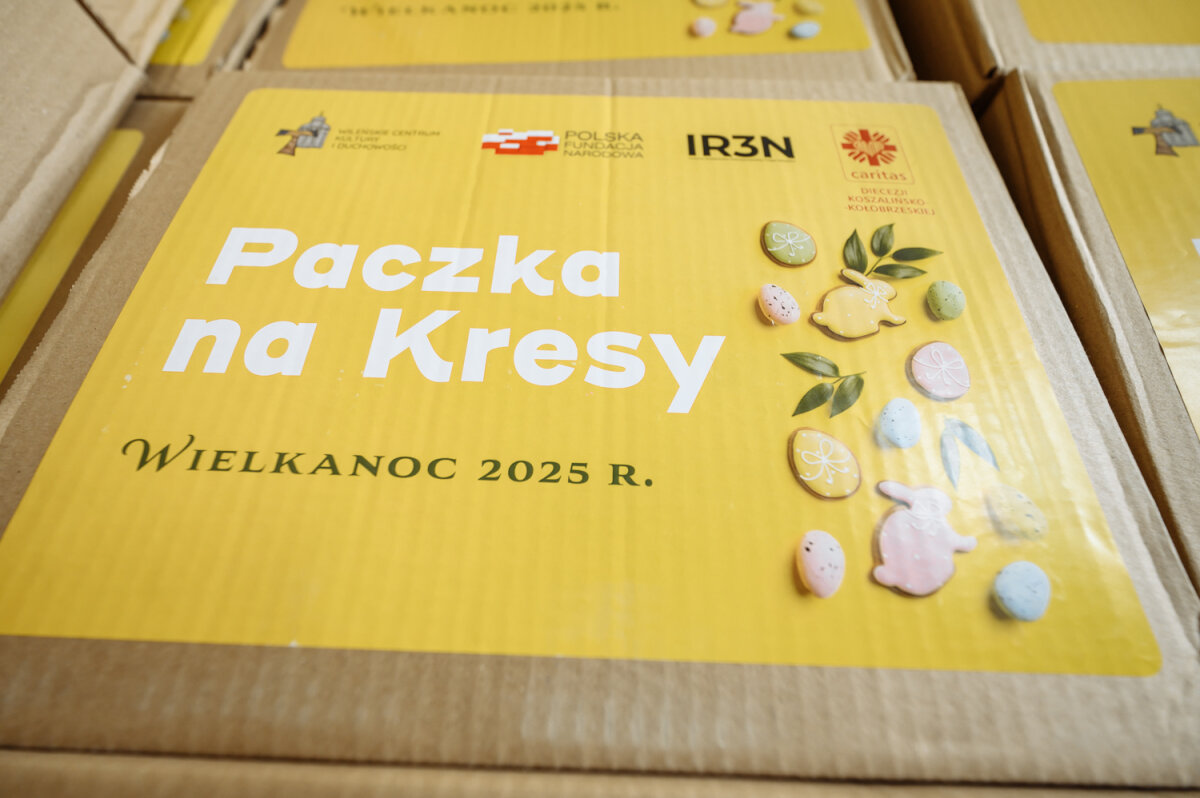 WIELKANOC 2025 R.
WILEŃSKIE CENTRUM
KULTURY
I DUCHOWOŚCI
POLSKA
FUNDACJA
NARODOWA
IR3N
caritas
DIECEZJI
KOSZALIŃSKO-
-KOŁOBRZESKIEJ
Paczka
na Kresy
WIELKANOC 2025 R.